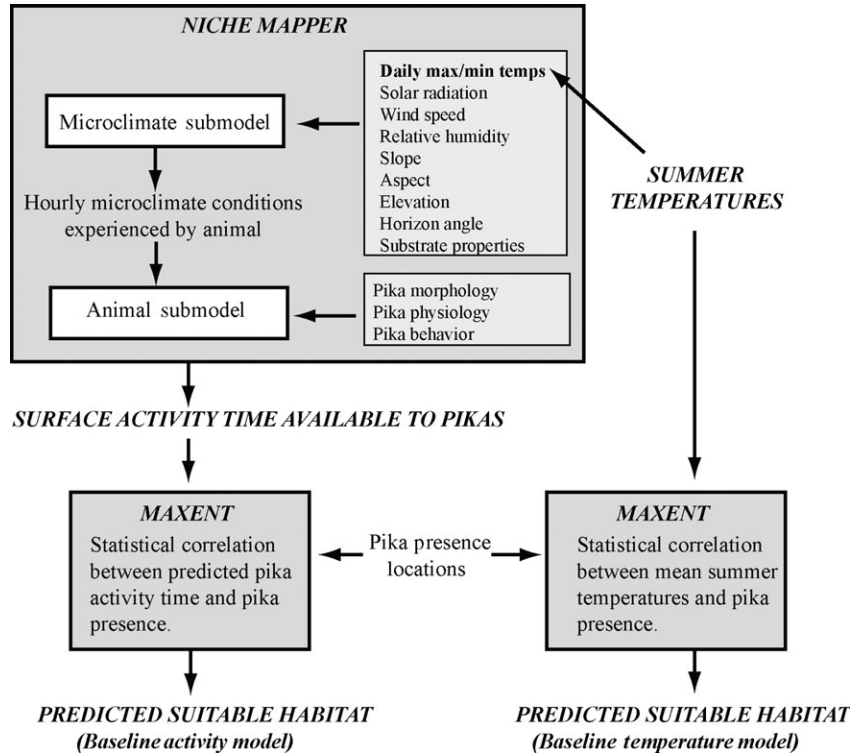 NICHE MAPPER
Daily max/min temps
Solar radiation
Wind speed
Relative humidity
Slope
Aspect
Elevation
Horizon angle
Substrate properties
Microclimate submodel
Hourly microclimate conditions
experienced by animal
Animal submodel
Pika morphology
Pika physiology
Pika behavior
SUMMER
TEMPERATURES
SURFACE ACTIVITY TIME AVAILABLE TO PIKAS
MAXENT
Statistical correlation
between predicted pika
activity time and pika
presence.
Pika presence
locations
MAXENT
Statistical correlation
between mean summer
temperatures and pika
presence.
PREDICTED SUITABLE HABITAT
(Baseline activity model)
PREDICTED SUITABLE HABITAT
(Baseline temperature model)